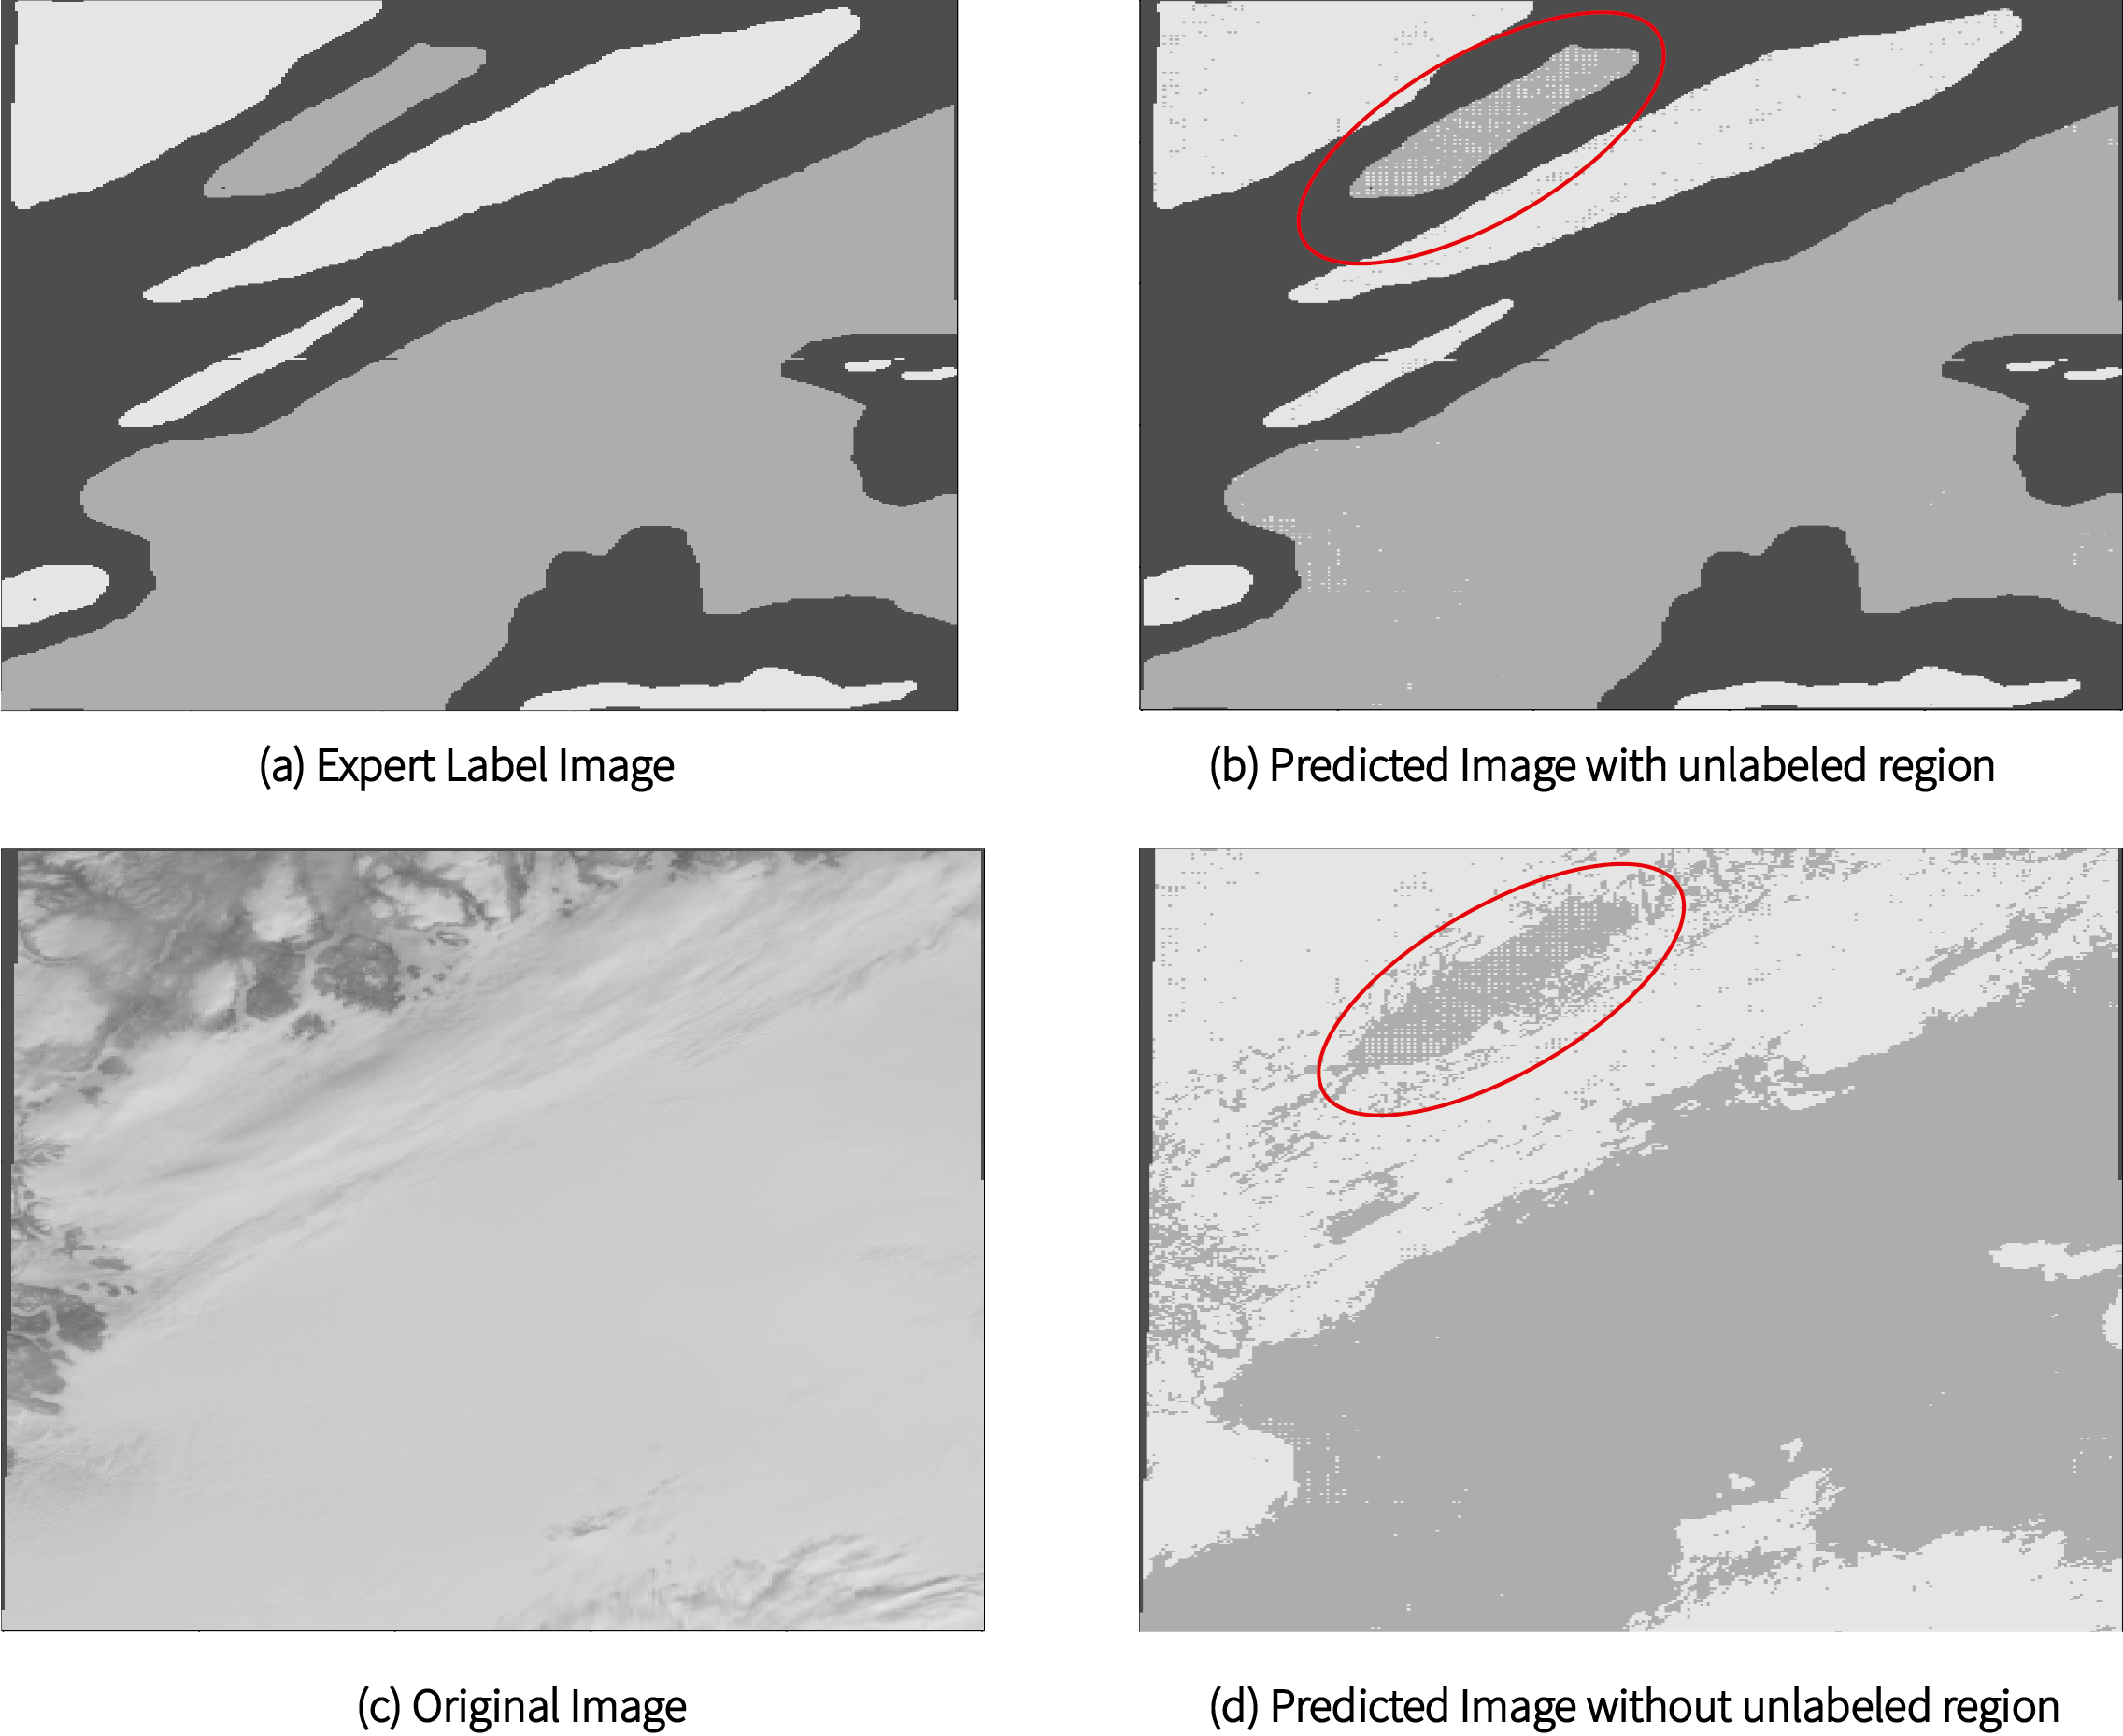 (a) Expert Label Image
(b) Predicted Image with unlabeled region
(c) Original Image
(d) Predicted Image without unlabeled region